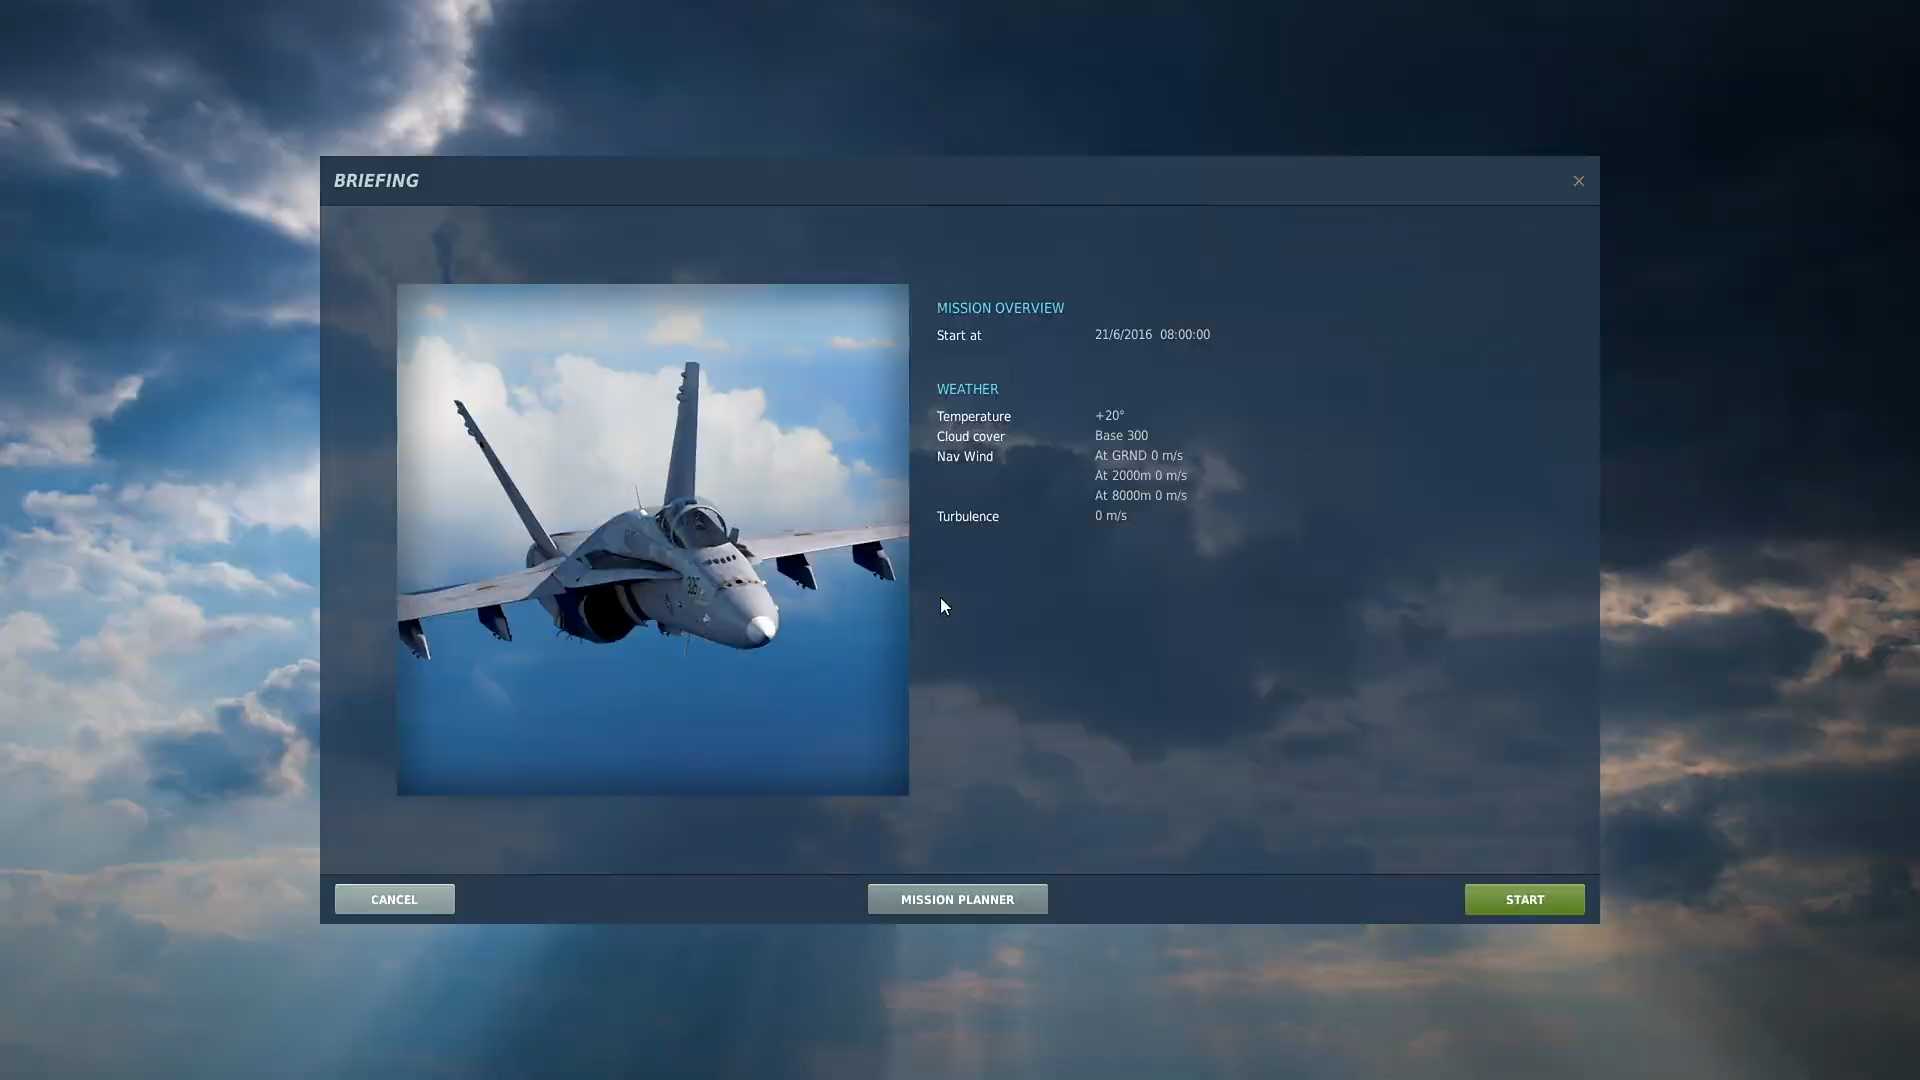 BRIEFING
MISSION OVERVIEW
Start at 21/6/2016 08:00:00
WEATHER
Temperature +20°
Cloud cover Base 300
Nav Wind At GRND 0 m/s
At 2000m 0 m/s
At 8000m 0 m/s
Turbulence 0 m/s
CANCEL MISSION PLANNER START